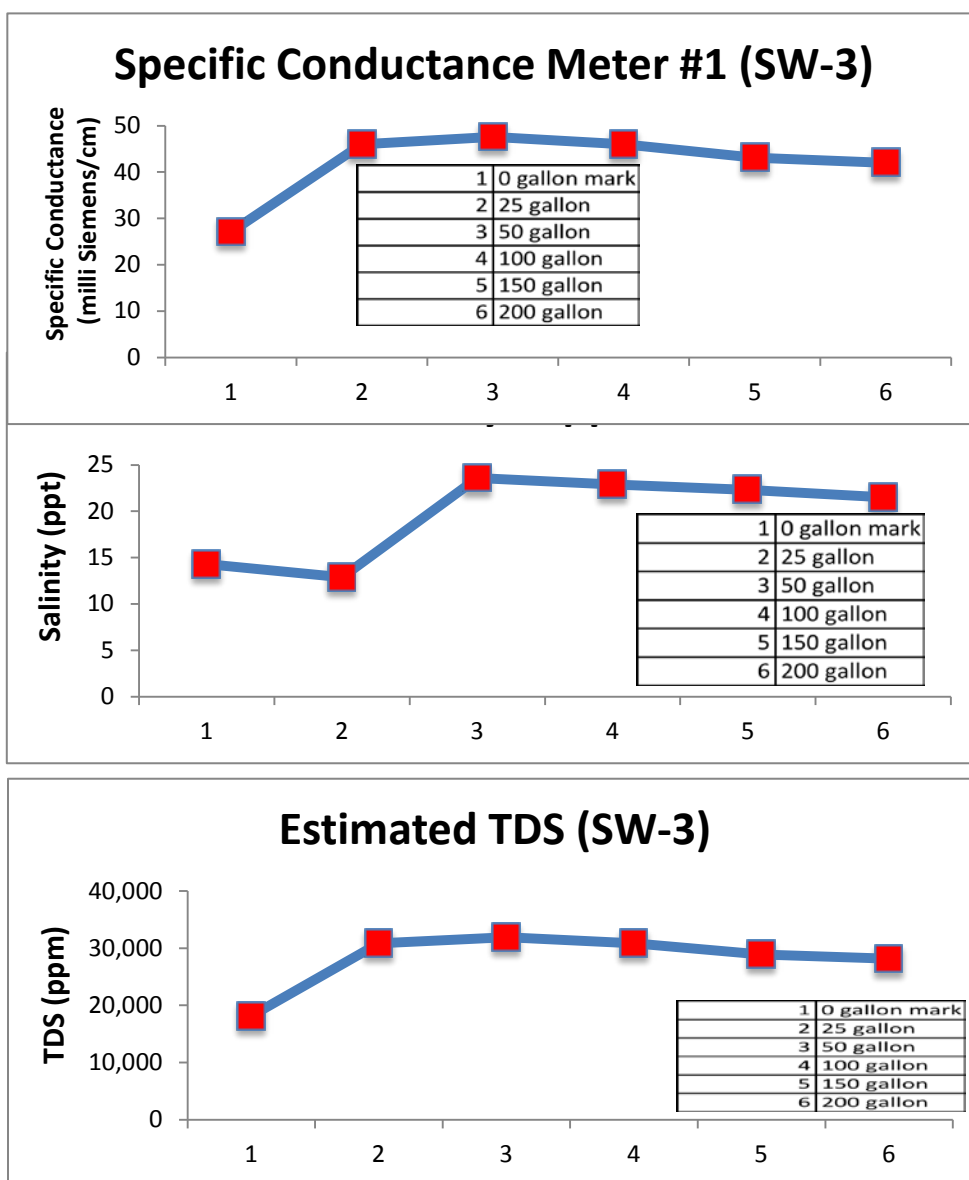 Specific Conductance Meter #1 (SW-3)
Specific Conductance
(milli Siemens/cm)
50
40
30
20
10
0
1 0 gallon mark
2 25 gallon
3 50 gallon
4 100 gallon
5 150 gallon
6 200 gallon
1 2 3 4 5 6
Salinity (ppt)
25
20
15
10
5
0
1 0 gallon mark
2 25 gallon
3 50 gallon
4 100 gallon
5 150 gallon
6 200 gallon
1 2 3 4 5 6
Estimated TDS (SW-3)
TDS (ppm)
40,000
30,000
20,000
10,000
0
1 0 gallon mark
2 25 gallon
3 50 gallon
4 100 gallon
5 150 gallon
6 200 gallon
1 2 3 4 5 6